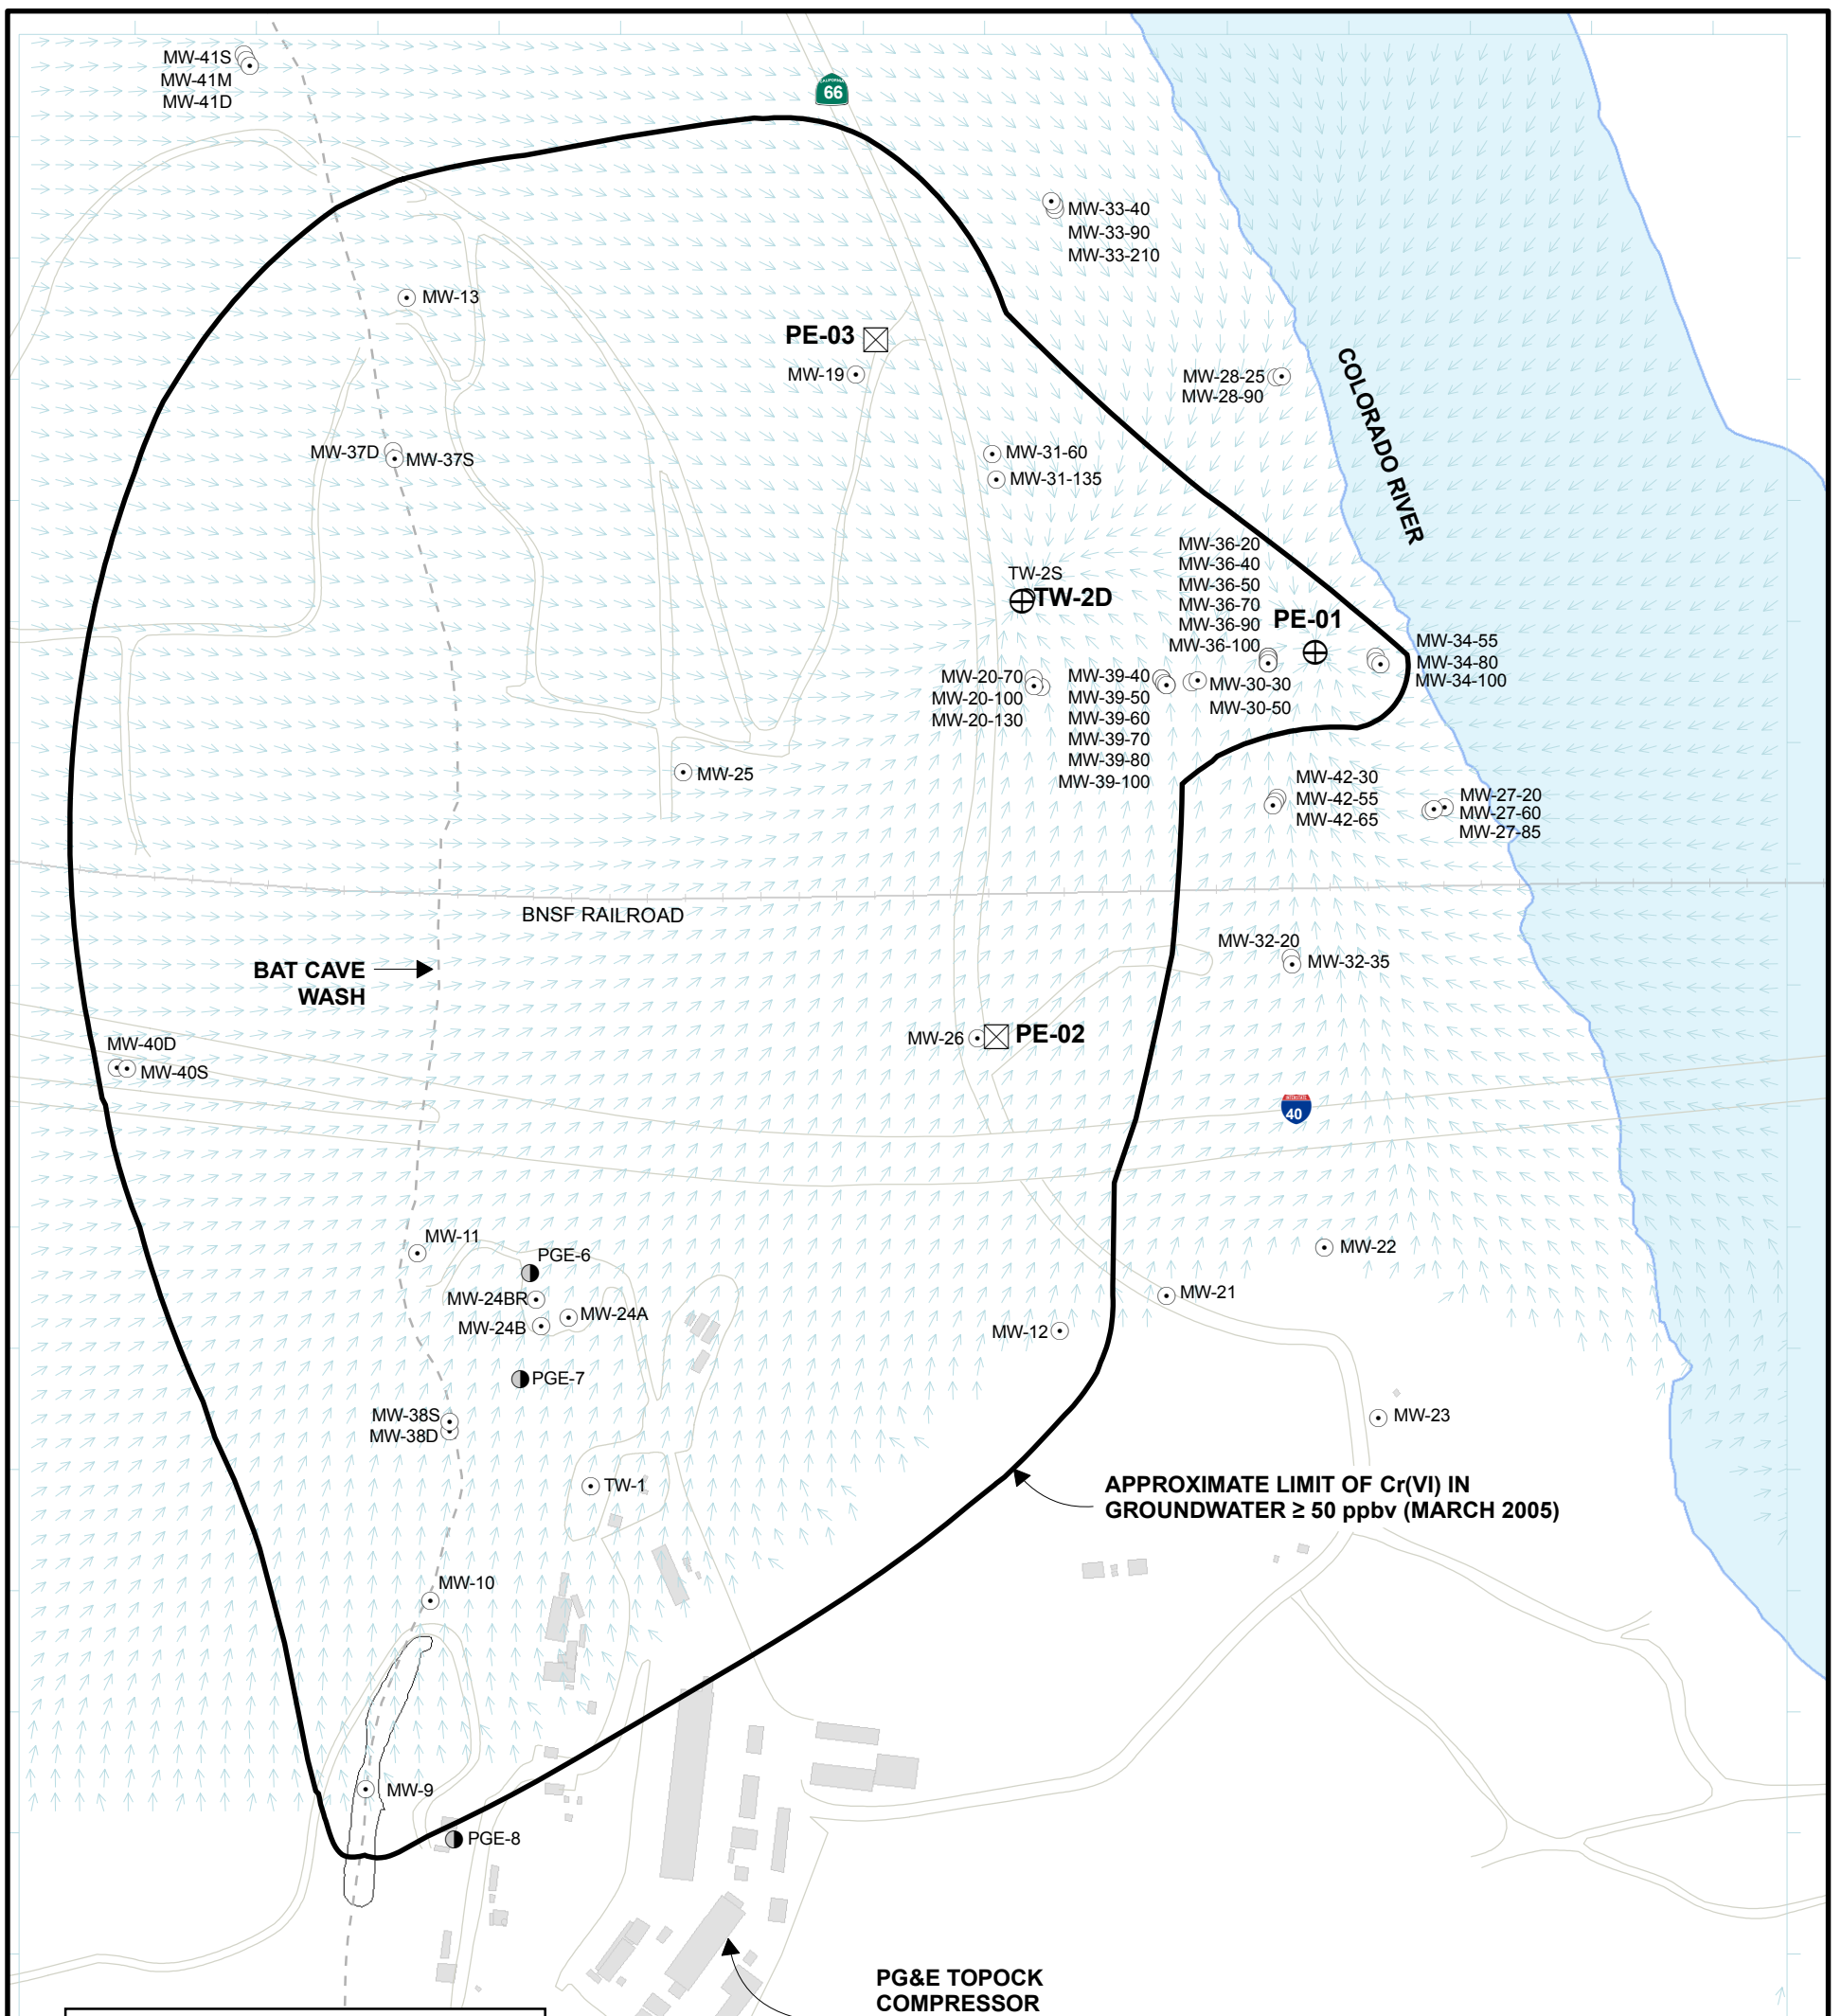 MW-41S
MW-41M
MW-41D
CALIFORNIA
66
MW-33-40
MW-33-90
MW-33-210
MW-13
PE-03
MW-19
MW-28-25
MW-28-90
COLORADO RIVER
MW-37D
MW-37S
MW-31-60
MW-31-135
MW-36-20
MW-36-40
MW-36-50
MW-36-70
MW-36-90
MW-36-100
TW-2S
TW-2D
PE-01
MW-34-55
MW-34-80
MW-34-100
MW-20-70
MW-20-100
MW-20-130
MW-39-40
MW-39-50
MW-39-60
MW-39-70
MW-39-80
MW-39-100
MW-30-30
MW-30-50
MW-25
MW-42-30
MW-42-55
MW-42-65
MW-27-20
MW-27-60
MW-27-85
BNSF RAILROAD
BAT CAVE
WASH
MW-32-20
MW-32-35
MW-26
PE-02
MW-40D
MW-40S
INTERSTATE
40
MW-11
PGE-6
MW-24BR
MW-24A
MW-24B
MW-22
MW-21
MW-12
PGE-7
MW-38S
MW-38D
MW-23
TW-1
APPROXIMATE LIMIT OF Cr(VI) IN
GROUNDWATER ≥ 50 ppbv (MARCH 2005)
MW-10
MW-9
PGE-8
PG&E TOPOCK
COMPRESSOR